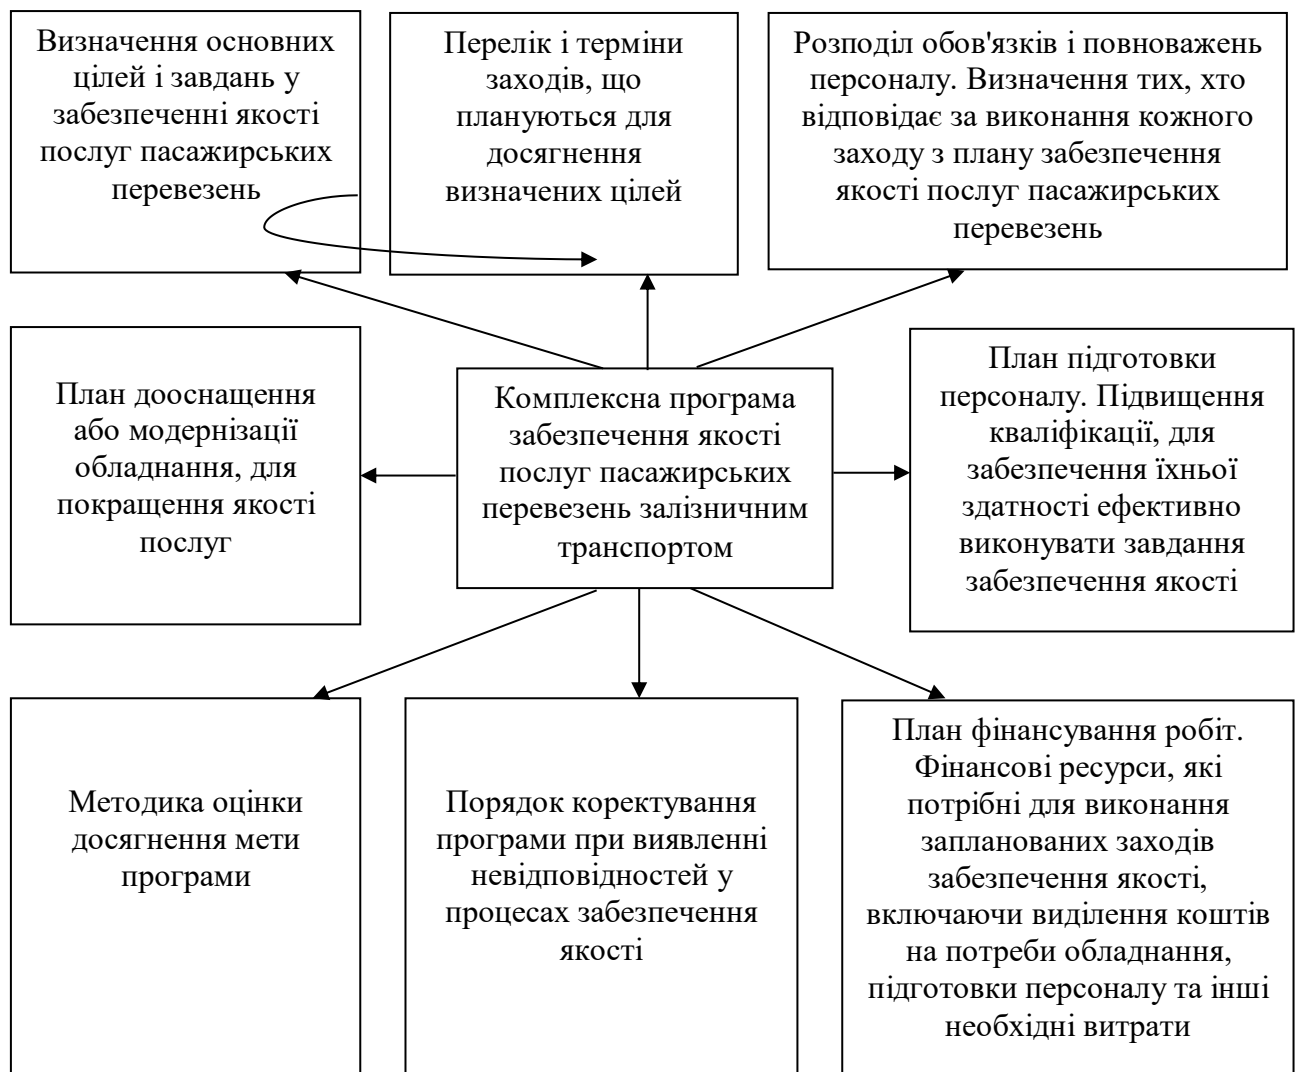 Визначення основних
цілей і завдань у
забезпеченні якості
послуг пасажирських
перевезень
Перелік і терміни
заходів, що
плануються для
досягнення
визначених цілей
Розподіл обов'язків і повноважень
персоналу. Визначення тих, хто
відповідає за виконання кожного
заходу з плану забезпечення
якості послуг пасажирських
перевезень
План дооснащення
або модернізації
обладнання, для
покращення якості
послуг
Комплексна програма
забезпечення якості
послуг пасажирських
перевезень залізничним
транспортом
План підготовки
персоналу. Підвищення
кваліфікації, для
забезпечення їхньої
здатності ефективно
виконувати завдання
забезпечення якості
Методика оцінки
досягнення мети
програми
Порядок коректування
програми при виявленні
невідповідностей у
процесах забезпечення
якості
План фінансування робіт.
Фінансові ресурси, які
потрібні для виконання
запланованих заходів
забезпечення якості,
включаючи виділення коштів
на потреби обладнання,
підготовки персоналу та інші
необхідні витрати